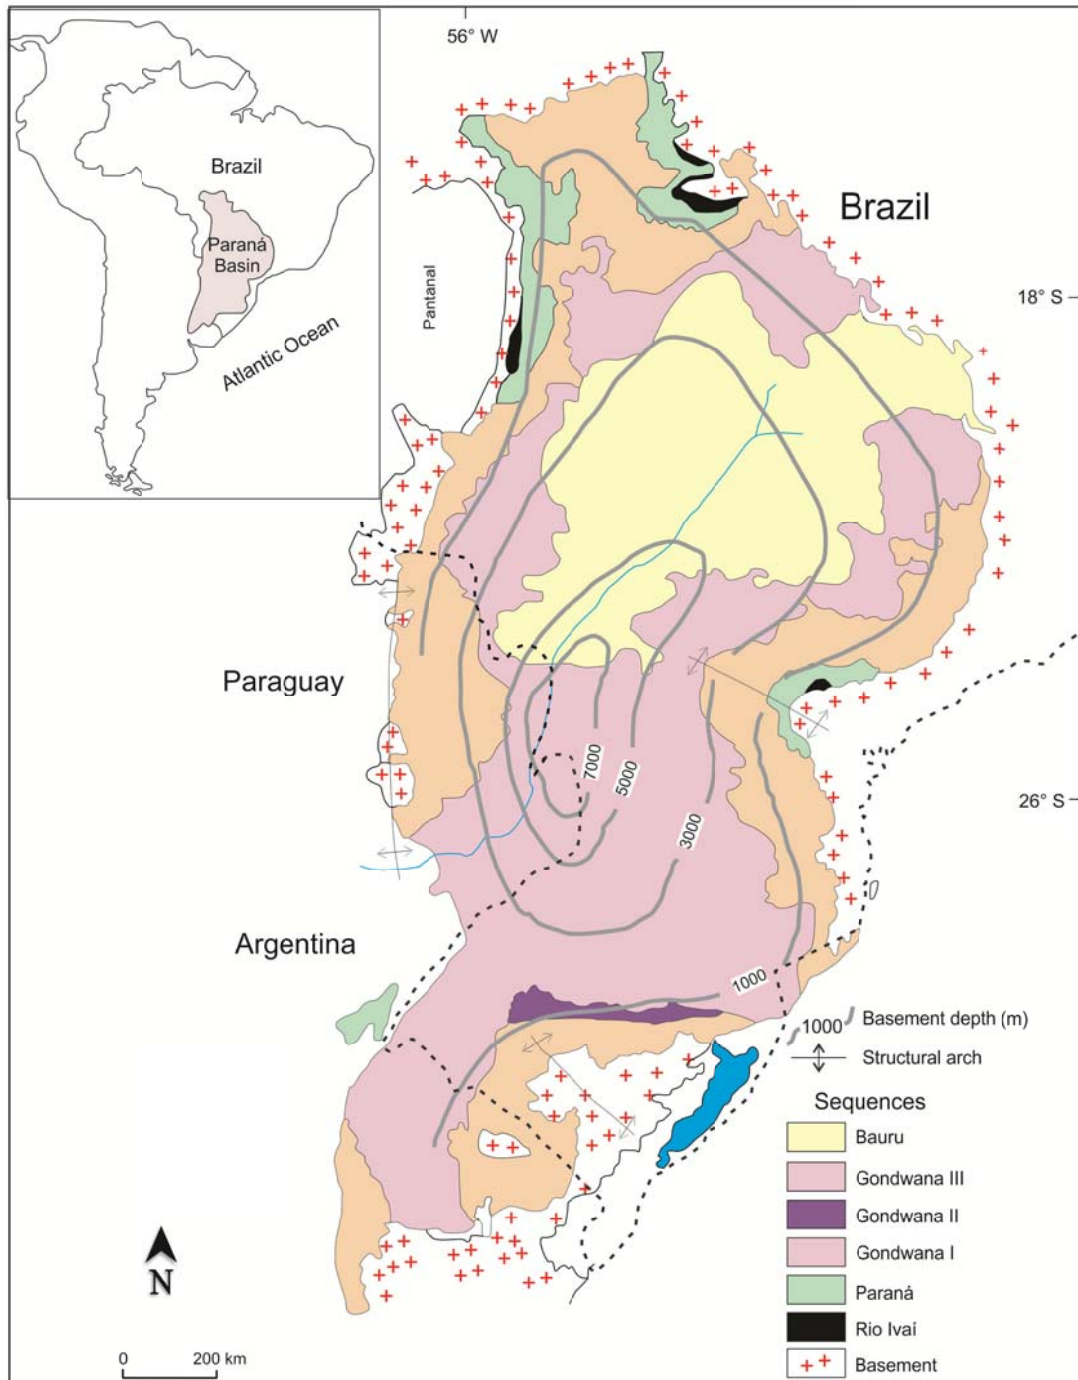 56° W
Brazil
Paraná
Basin
Atlantic Ocean
Brazil
Pantanal
18° S
Paraguay
7000
5000
3000
26° S
Argentina
1000
1000
Basement depth (m)
Structural arch
Sequences
Bauru
Gondwana III
Gondwana II
Gondwana I
Paraná
Rio Ivaí
Basement
N
0 200 km